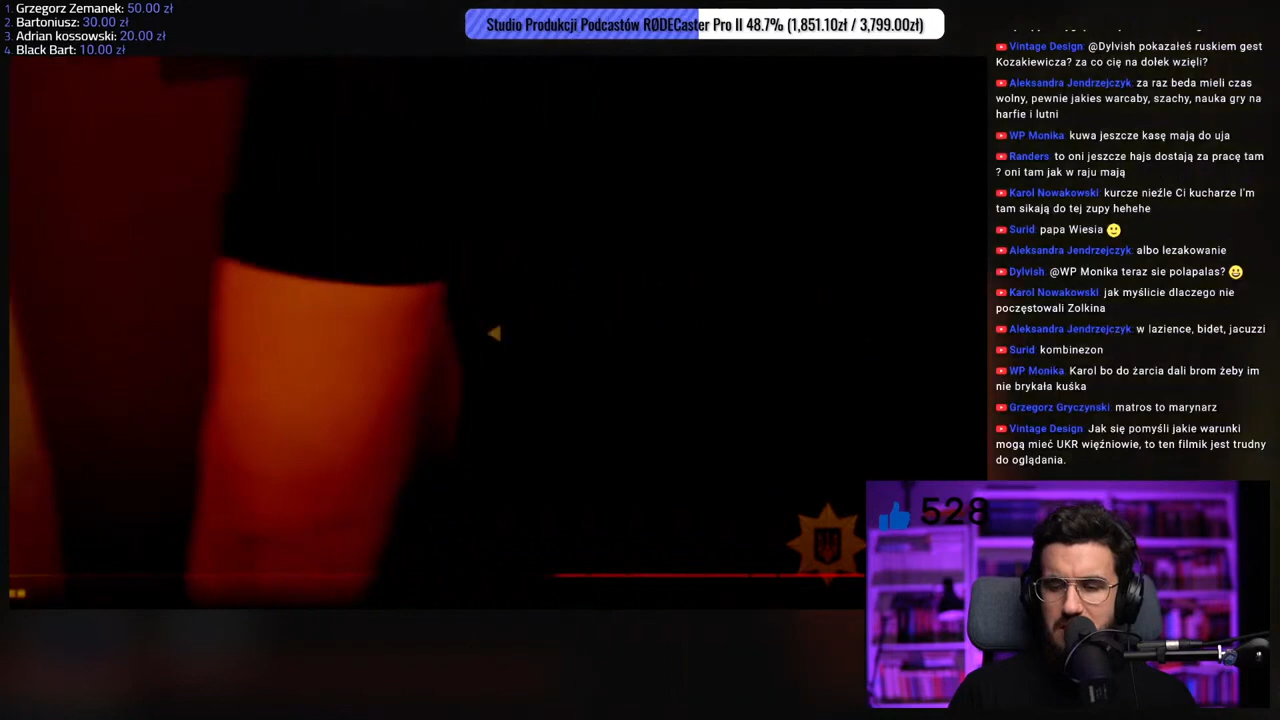 1. Grzegorz Zemanek: 50.00 zł
2. Bartoniusz: 30.00 zł
3. Adrian kossowski: 20.00 zł
4. Black Bart: 10.00 zł
Studio Produkcji Podcastów RØDECaster Pro II 48.7% (1,851.10zł / 3,799.00zł)
Vintage Design: @Dylvish pokazałeś ruskiem gest
Kozakiewicza? za co cię na dołek wzięli?
Aleksandra Jendrzejczyk: za raz beda mieli czas
wolny, pewnie jakies warcaby, szachy, nauka gry na
harfie i lutni
WP Monika: kuwa jeszcze kasę mają do uja
Randers: to oni jeszcze hajs dostają za pracę tam
? oni tam jak w raju mają
Karol Nowakowski: kurcze nieźle Ci kucharze I'm
tam sikają do tej zupy hehehe
Surid: papa Wiesia
Aleksandra Jendrzejczyk: albo lezakowanie
Dylvish: @WP Monika teraz sie polapalas?
Karol Nowakowski: jak myślicie dlaczego nie
poczęstowali Zolkina
Aleksandra Jendrzejczyk: w lazience, bidet, jacuzzi
Surid: kombinezon
WP Monika: Karol bo do żarcia dali brom żeby im
nie brykała kuśka
Grzegorz Gryczynski: matros to marynarz
Vintage Design: Jak się pomyśli jakie warunki
mogą mieć UKR więźniowie, to ten filmik jest trudny
do oglądania.
528